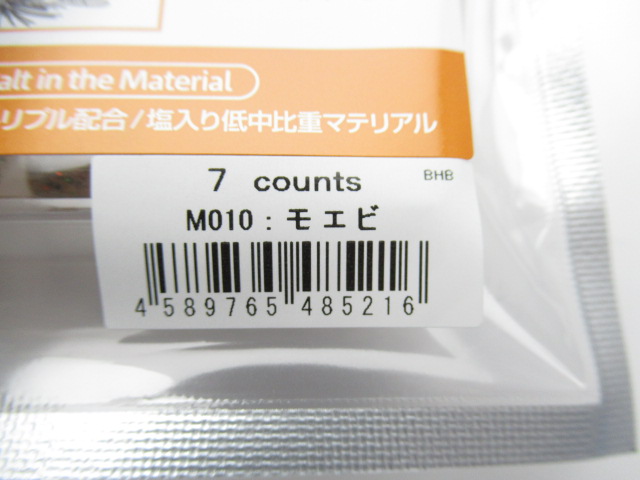 alt in the Material
リブル配合/塩入り低中比重マテリアル
7 counts BHB
M010:モエビ
4 589765 485216